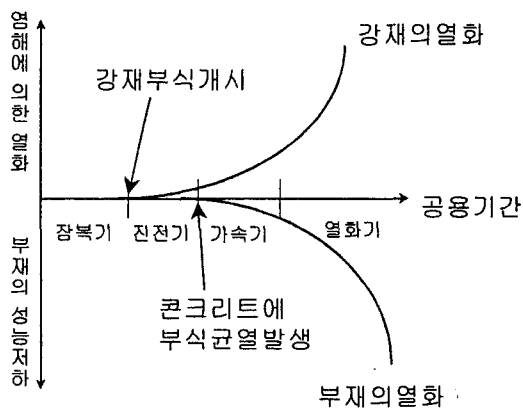 염해에 의한 열화
강재의열화
강재부식개시
공용기간
잠복기
진전기
가속기
열화기
부재의 성능저하
콘크리트에
부식균열발생
부재의열화